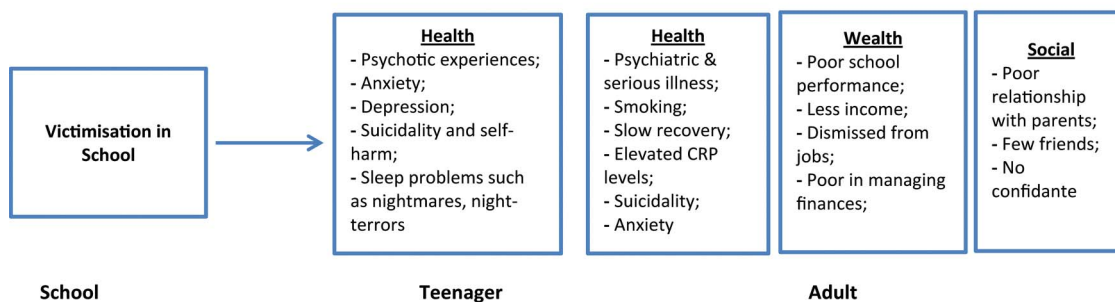 Victimisation in
School
Health
- Psychotic experiences;
- Anxiety;
- Depression;
- Suicidality and self-
harm;
- Sleep problems such
as nightmares, night-
terrors
Health
- Psychiatric &
serious illness;
- Smoking;
- Slow recovery;
- Elevated CRP
levels;
- Suicidality;
- Anxiety
Wealth
- Poor school
performance;
- Less income;
- Dismissed from
jobs;
- Poor in managing
finances;
Social
- Poor
relationship
with parents;
- Few friends;
- No
confidante
School
Teenager
Adult